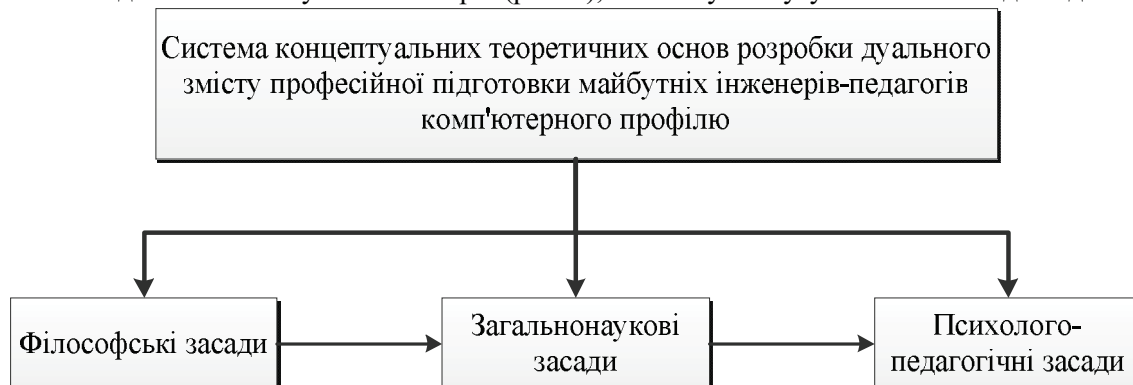 Система концептуальних теоретичних основ розробки дуального
змісту професійної підготовки майбутніх інженерів-педагогів
комп'ютерного профілю
Філософські засади
Загальнонаукові
засади
Психолого-
педагогічні засади